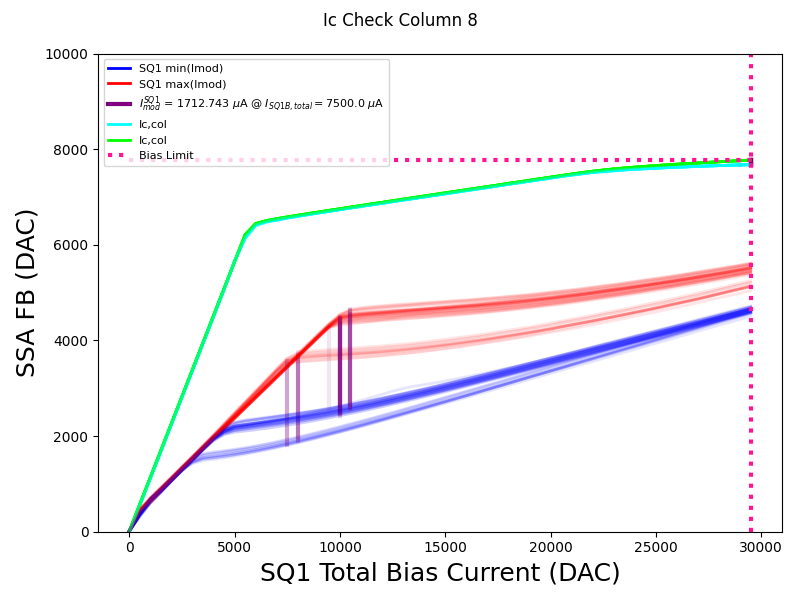 Ic Check Column 8
10000
8000
6000
4000
2000
0
SSA FB (DAC)
SQ1 min(Imod)
SQ1 max(Imod)
I_{mod}^{SQ1} = 1712.743 μA @ I_{SQ1B,total} = 7500.0 μA
Ic,col
Ic,col
Bias Limit
0 5000 10000 15000 20000 25000 30000
SQ1 Total Bias Current (DAC)